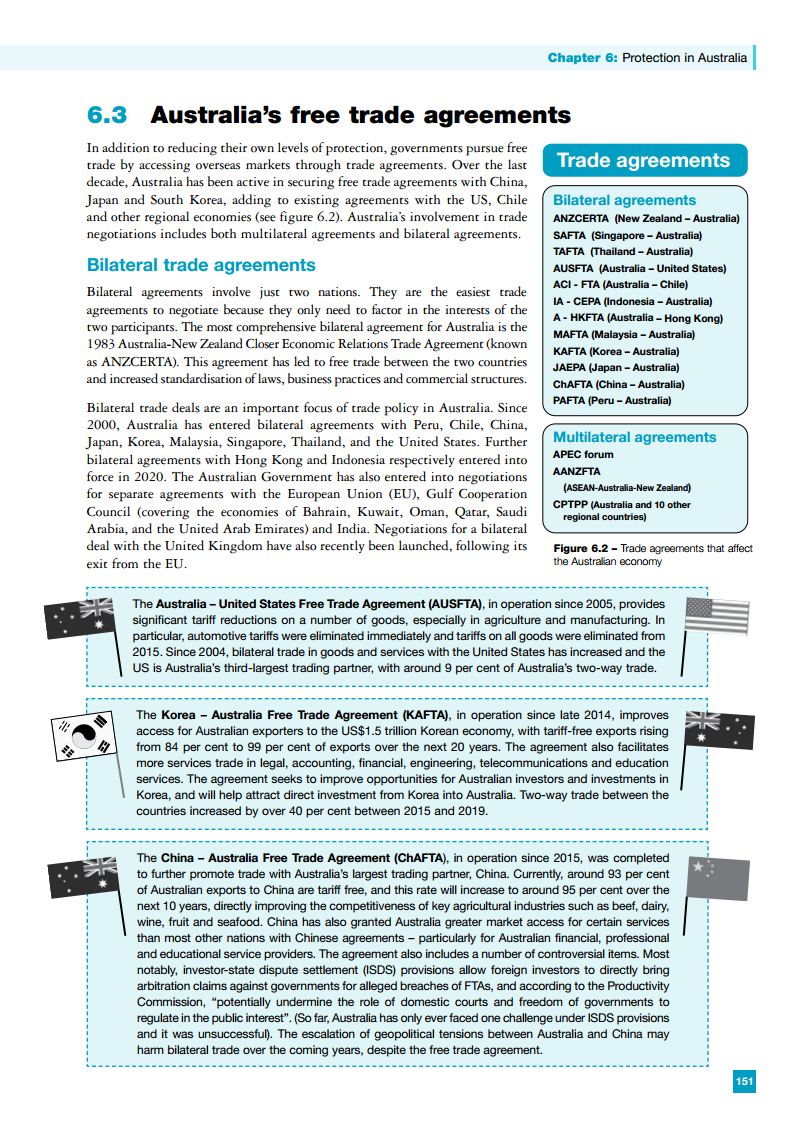 Chapter 6: Protection in Australia
6.3 Australia's free trade agreements
In addition to reducing their own levels of protection, governments pursue free
trade by accessing overseas markets through trade agreements. Over the last
decade, Australia has been active in securing free trade agreements with China,
Japan and South Korea, adding to existing agreements with the US, Chile
and other regional economies (see figure 6.2). Australia's involvement in trade
negotiations includes both multilateral agreements and bilateral agreements.
Bilateral trade agreements
Bilateral agreements involve just two nations. They are the easiest trade
agreements to negotiate because they only need to factor in the interests of the
two participants. The most comprehensive bilateral agreement for Australia is the
1983 Australia-New Zealand Closer Economic Relations Trade Agreement (known
as ANZCERTA). This agreement has led to free trade between the two countries
and increased standardisation of laws, business practices and commercial structures.
Bilateral trade deals are an important focus of trade policy in Australia. Since
2000, Australia has entered bilateral agreements with Peru, Chile, China,
Japan, Korea, Malaysia, Singapore, Thailand, and the United States. Further
bilateral agreements with Hong Kong and Indonesia respectively entered into
force in 2020. The Australian Government has also entered into negotiations
for separate agreements with the European Union (EU), Gulf Cooperation
Council (covering the economies of Bahrain, Kuwait, Oman, Qatar, Saudi
Arabia, and the United Arab Emirates) and India. Negotiations for a bilateral
deal with the United Kingdom have also recently been launched, following its
exit from the EU.
Trade agreements
Bilateral agreements
ANZCERTA (New Zealand – Australia)
SAFTA (Singapore – Australia)
TAFTA (Thailand – Australia)
AUSFTA (Australia – United States)
ACI - FTA (Australia – Chile)
IA - CEPA (Indonesia – Australia)
A - HKFTA (Australia – Hong Kong)
MAFTA (Malaysia – Australia)
KAFTA (Korea – Australia)
JAEPA (Japan – Australia)
ChAFTA (China – Australia)
PAFTA (Peru – Australia)
Multilateral agreements
APEC forum
AANZFTA
(ASEAN-Australia-New Zealand)
CPTPP (Australia and 10 other
regional countries)
Figure 6.2 – Trade agreements that affect
the Australian economy
The Australia – United States Free Trade Agreement (AUSFTA), in operation since 2005, provides
significant tariff reductions on a number of goods, especially in agriculture and manufacturing. In
particular, automotive tariffs were eliminated immediately and tariffs on all goods were eliminated from
2015. Since 2004, bilateral trade in goods and services with the United States has increased and the
US is Australia's third-largest trading partner, with around 9 per cent of Australia's two-way trade.
The Korea – Australia Free Trade Agreement (KAFTA), in operation since late 2014, improves
access for Australian exporters to the US$1.5 trillion Korean economy, with tariff-free exports rising
from 84 per cent to 99 per cent of exports over the next 20 years. The agreement also facilitates
more services trade in legal, accounting, financial, engineering, telecommunications and education
services. The agreement seeks to improve opportunities for Australian investors and investments in
Korea, and will help attract direct investment from Korea into Australia. Two-way trade between the
countries increased by over 40 per cent between 2015 and 2019.
The China – Australia Free Trade Agreement (ChAFTA), in operation since 2015, was completed
to further promote trade with Australia's largest trading partner, China. Currently, around 93 per cent
of Australian exports to China are tariff free, and this rate will increase to around 95 per cent over the
next 10 years, directly improving the competitiveness of key agricultural industries such as beef, dairy,
wine, fruit and seafood. China has also granted Australia greater market access for certain services
than most other nations with Chinese agreements – particularly for Australian financial, professional
and educational service providers. The agreement also includes a number of controversial items. Most
notably, investor-state dispute settlement (ISDS) provisions allow foreign investors to directly bring
arbitration claims against governments for alleged breaches of FTAs, and according to the Productivity
Commission, “potentially undermine the role of domestic courts and freedom of governments to
regulate in the public interest”. (So far, Australia has only ever faced one challenge under ISDS provisions
and it was unsuccessful). The escalation of geopolitical tensions between Australia and China may
harm bilateral trade over the coming years, despite the free trade agreement.
151